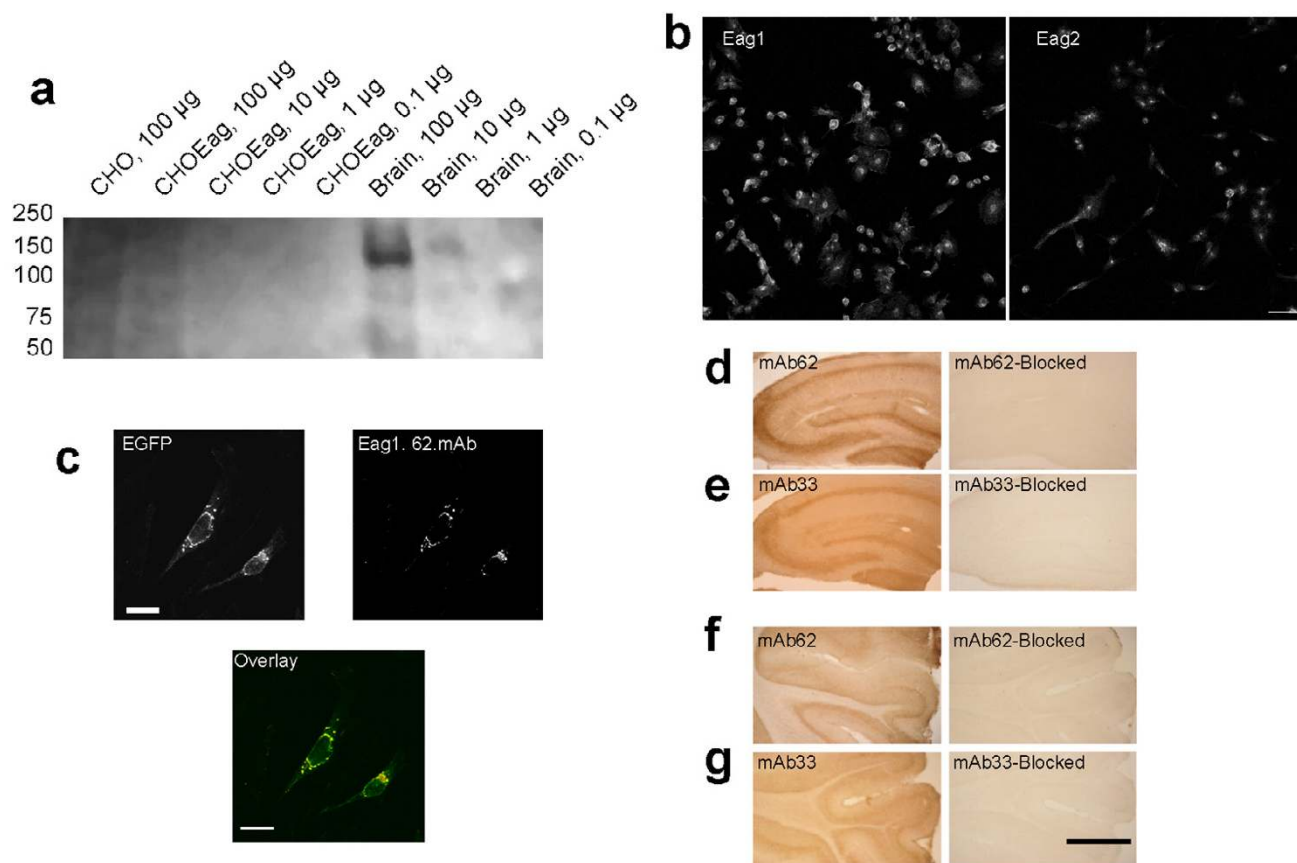 a
CHO, 100 µg
CHOEag, 100 µg
CHOEag, 10 µg
CHOEag, 1 µg
CHOEag, 0.1 µg
Brain, 100 µg
Brain, 10 µg
Brain, 1 µg
Brain, 0.1 µg
250
150
100
75
50
b
Eag1
Eag2
c
EGFP
Eag1. 62.mAb
Overlay
d
mAb62
mAb62-Blocked
e
mAb33
mAb33-Blocked
f
mAb62
mAb62-Blocked
g
mAb33
mAb33-Blocked